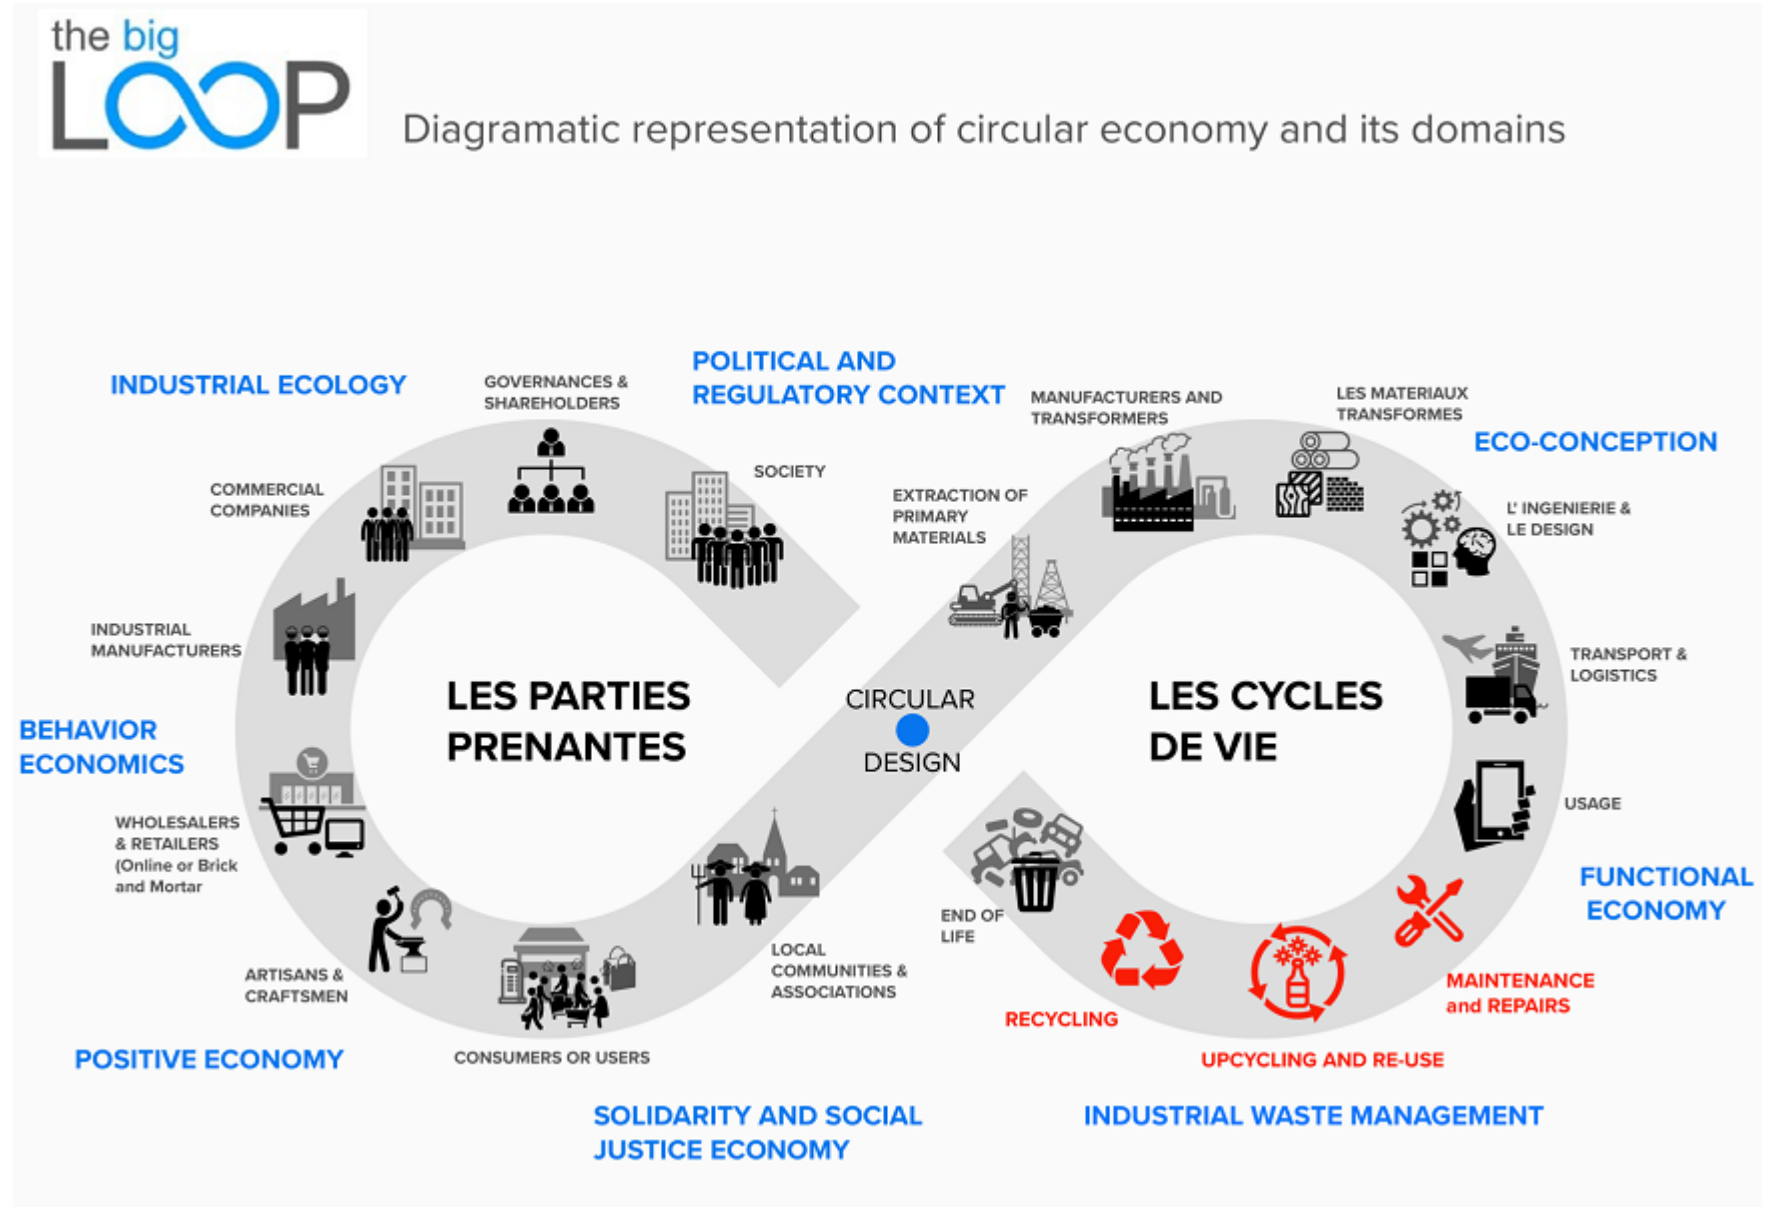 the big
LOOP
Diagramatic representation of circular economy and its domains
INDUSTRIAL ECOLOGY
GOVERNANCES &
SHAREHOLDERS
POLITICAL AND
REGULATORY CONTEXT
MANUFACTURERS AND
TRANSFORMERS
LES MATERIAUX
TRANSFORMES
ECO-CONCEPTION
COMMERCIAL
COMPANIES
SOCIETY
EXTRACTION OF
PRIMARY
MATERIALS
L' INGENIERIE &
LE DESIGN
INDUSTRIAL
MANUFACTURERS
TRANSPORT &
LOGISTICS
LES PARTIES
PRENANTES
CIRCULAR
DESIGN
LES CYCLES
DE VIE
BEHAVIOR
ECONOMICS
WHOLESALERS
& RETAILERS
(Online or Brick
and Mortar
USAGE
FUNCTIONAL
ECONOMY
END OF
LIFE
LOCAL
COMMUNITIES &
ASSOCIATIONS
ARTISANS &
CRAFTSMEN
MAINTENANCE
and REPAIRS
RECYCLING
POSITIVE ECONOMY
CONSUMERS OR USERS
UPCYCLING AND RE-USE
SOLIDARITY AND SOCIAL
JUSTICE ECONOMY
INDUSTRIAL WASTE MANAGEMENT